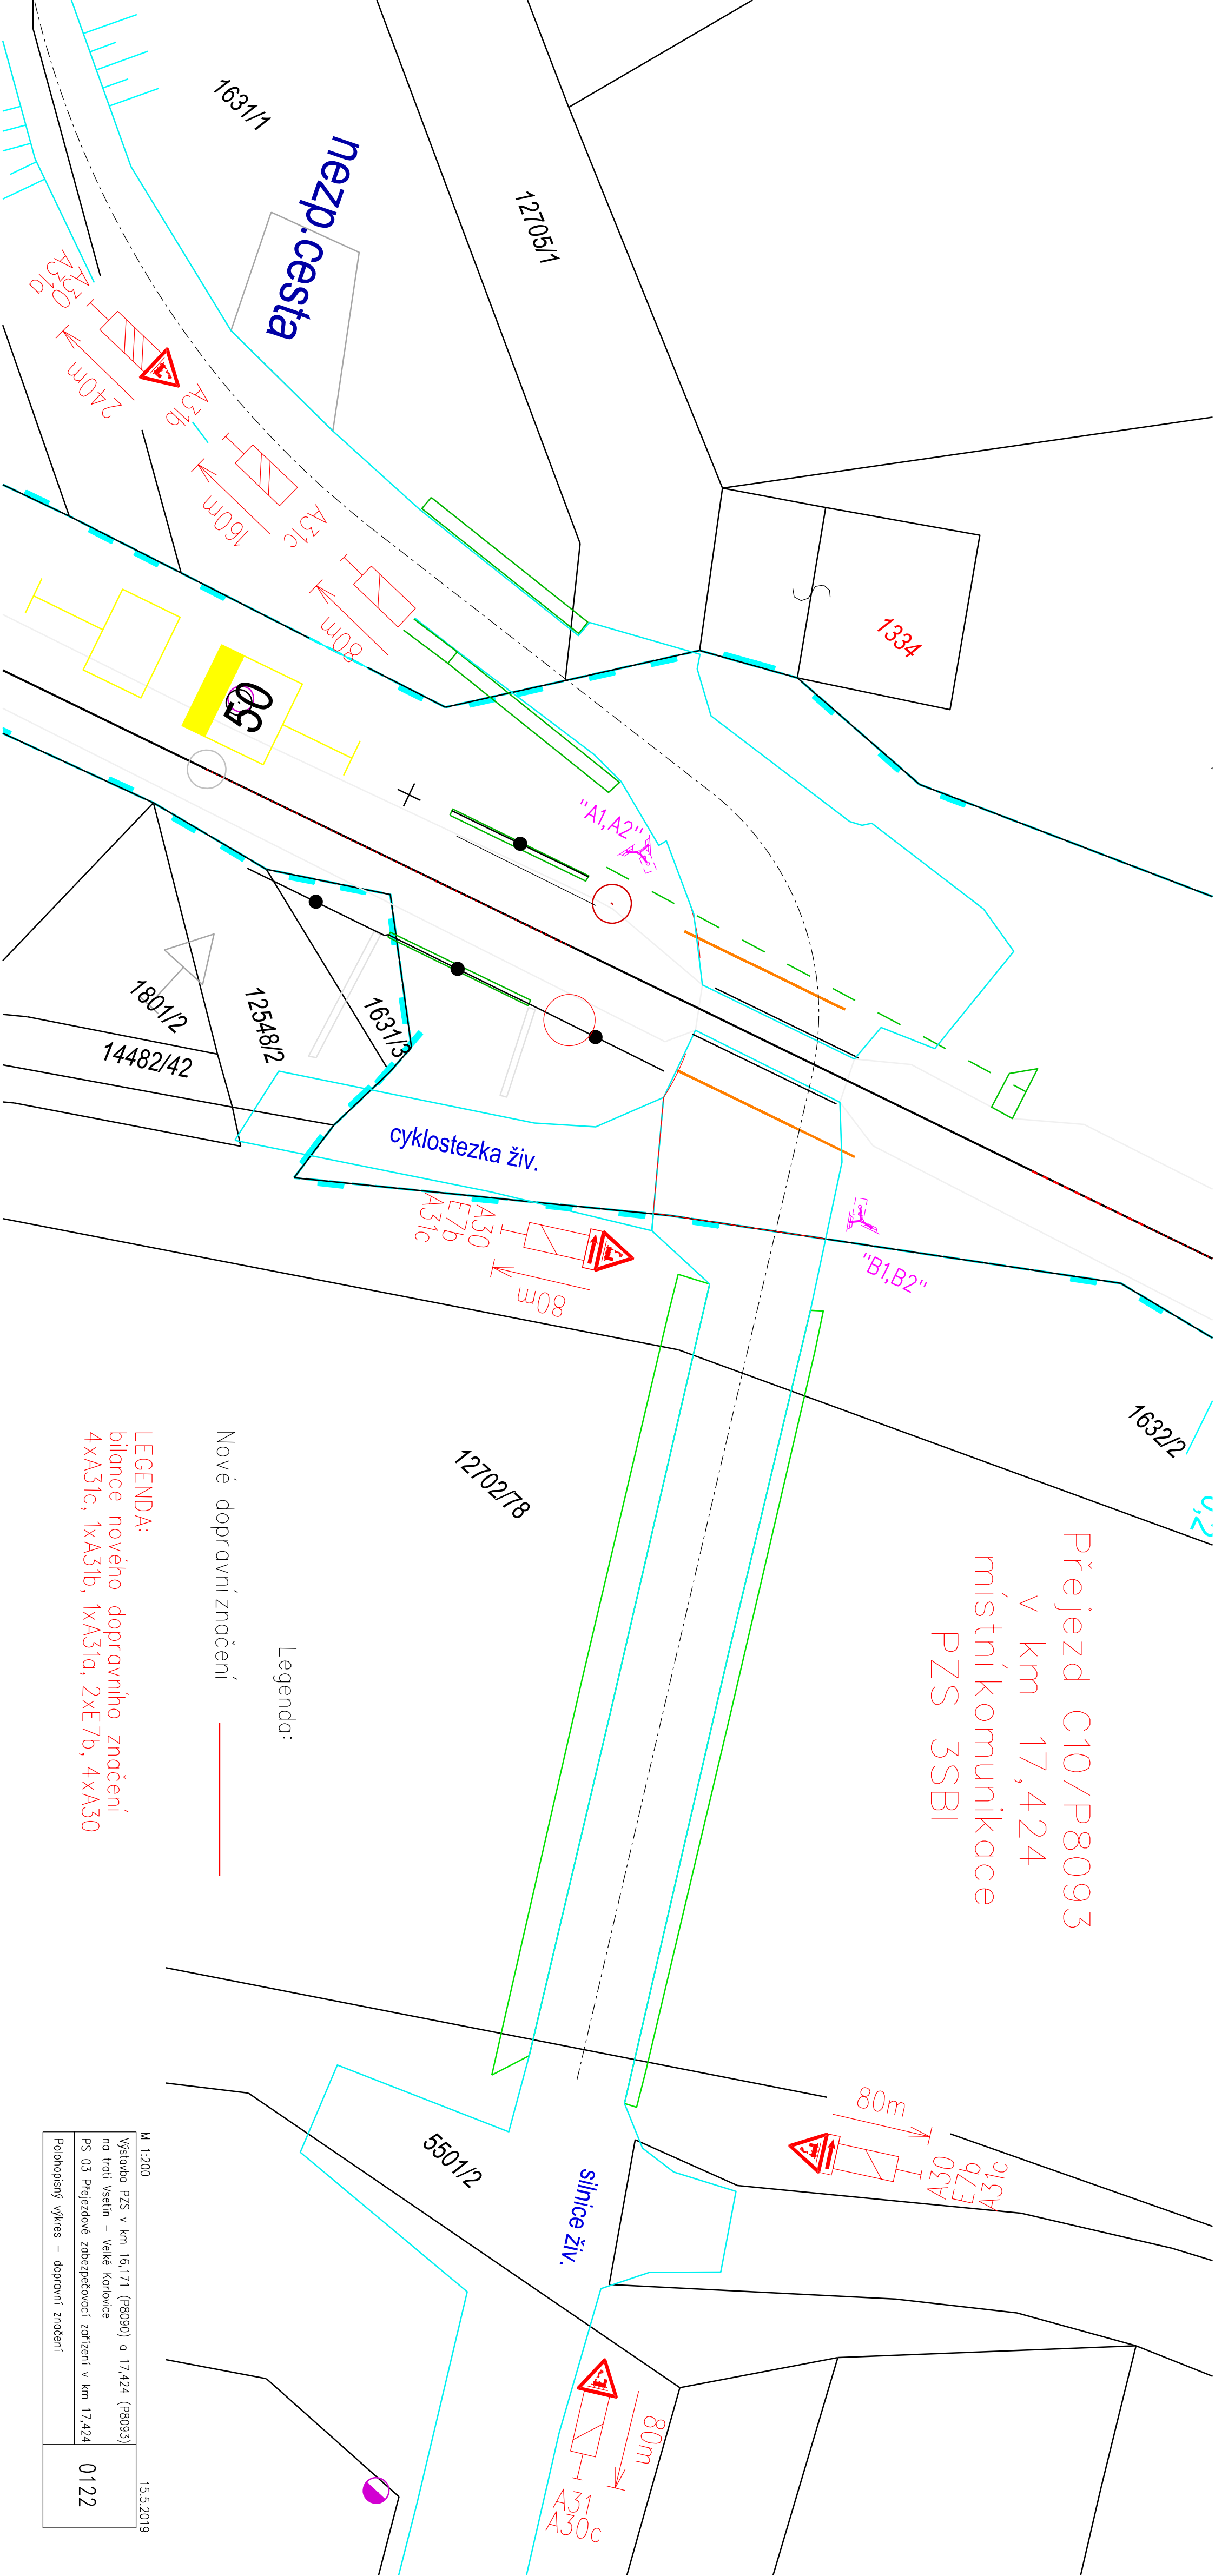 1631/1
nezp.cesta
12705/1
A30
A31a
240m
A31b
160m
A31c
80m
1334
50
"A1,A2"
1801/2
14482/42
12548/2
1631/3
cyklostezka živ.
A30
E7b
A31c
80m
"B1,B2"
1632/2
12702/78
Přejezd C10/P8093
v km 17,424
místní komunikace
PZS 3SBI
Legenda:
Nové dopravní značení
LEGENDA:
bilance nového dopravního značení
4xA31c, 1xA31b, 1xA31a, 2xE7b, 4xA30
80m
A31c
E7b
A30
5501/2
silnice živ.
80m
A31
A30c
M 1:200
15.5.2019
Výstavba PZS v km 16,171 (P8090) a 17,424 (P8093)
na trati Vsetín – Velké Karlovice
PS 03 Přejezdové zabezpečovací zařízení v km 17,424
Polohopisný výkres – dopravní značení
0122